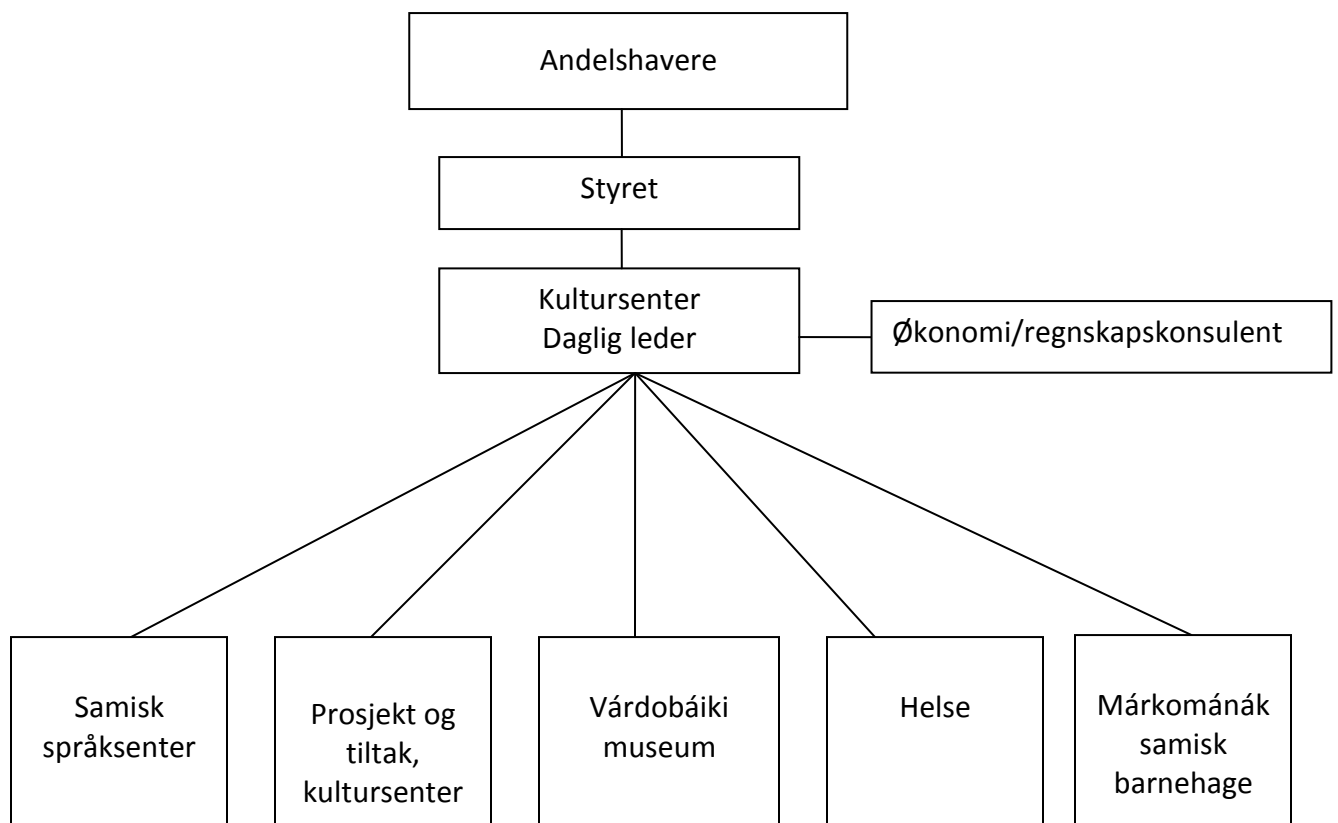 Andelshavere
Styret
Kultursenter
Daglig leder
Økonomi/regnskapskonsulent
Samisk
språksenter
Prosjekt og
tiltak,
kultursenter
Várdobáiki
museum
Helse
Márkománák
samisk
barnehage